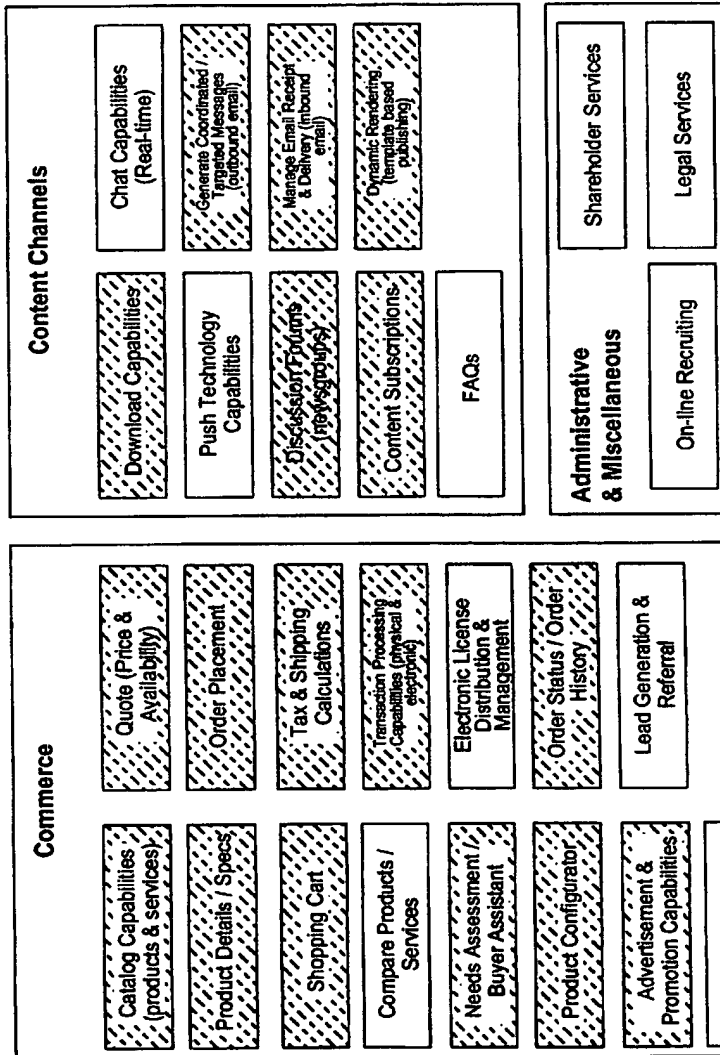 Commerce
Catalog Capabilities
(products & services)
Product Details / Specs
Shopping Cart
Compare Products /
Services
Needs Assessment /
Buyer Assistant
Product Configurator
Advertisement &
Promotion Capabilities
Quote (Price &
Availability)
Order Placement
Tax & Shipping
Calculations
Transaction Processing
Capabilities (physical &
electronic)
Electronic License
Distribution &
Management
Order Status / Order
History
Lead Generation &
Referral
Content Channels
Download Capabilities
Push Technology
Capabilities
Discussion Forums
(newsgroups)
Content Subscriptions
FAQs
Chat Capabilities
(Real-time)
Generate Coordinated /
Targeted Messages
(outbound email)
Manage Email Receipt
& Delivery (inbound
email)
Dynamic Rendering
(template based
publishing)
Administrative
& Miscellaneous
On-line Recruiting
Shareholder Services
Legal Services